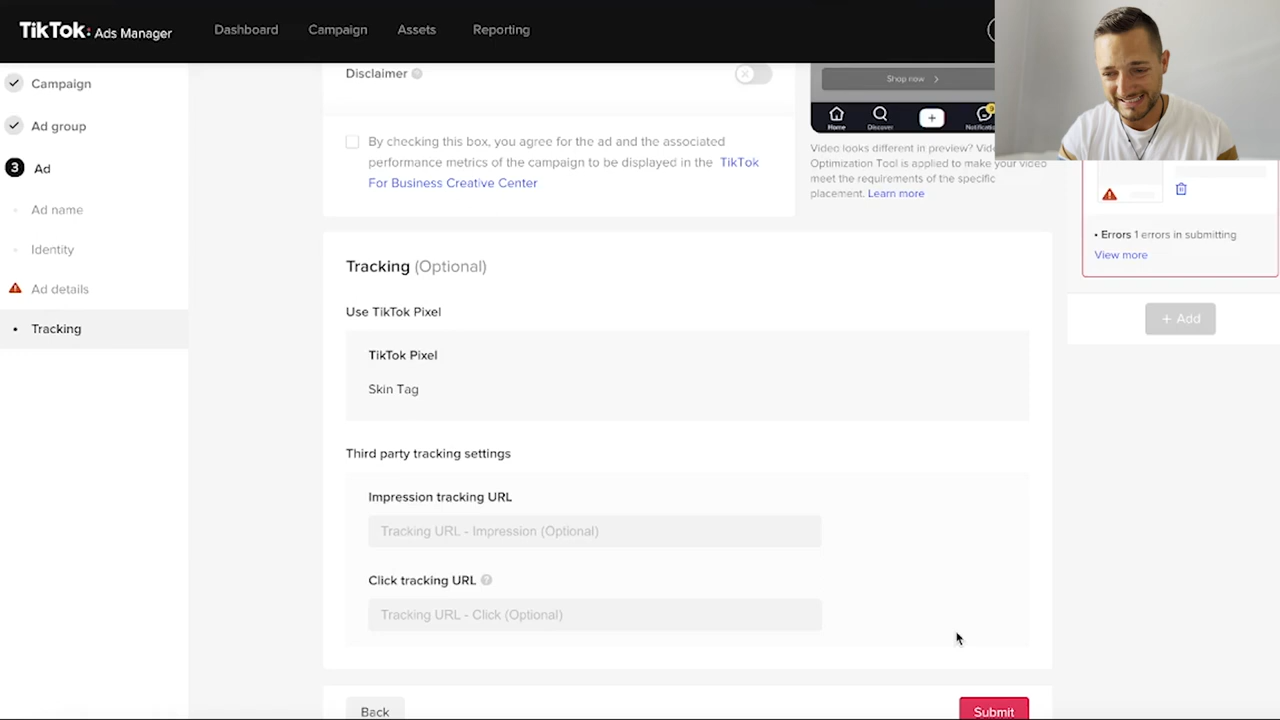 TikTok: Ads Manager
Dashboard
Campaign
Assets
Reporting
Campaign
Ad group
3 Ad
Ad name
Identity
Ad details
Tracking
Disclaimer
By checking this box, you agree for the ad and the associated
performance metrics of the campaign to be displayed in the TikTok
For Business Creative Center
Shop now
Home
Discover
Video looks different in preview?
Optimization Tool is applied to make your video
meet the requirements of the specific
placement. Learn more
• Errors 1 errors in submitting
View more
+ Add
Tracking (Optional)
Use TikTok Pixel
TikTok Pixel
Skin Tag
Third party tracking settings
Impression tracking URL
Tracking URL - Impression (Optional)
Click tracking URL
Tracking URL - Click (Optional)
Back
Submit